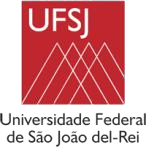 UFSJ
Universidade Federal
de São João del-Rei